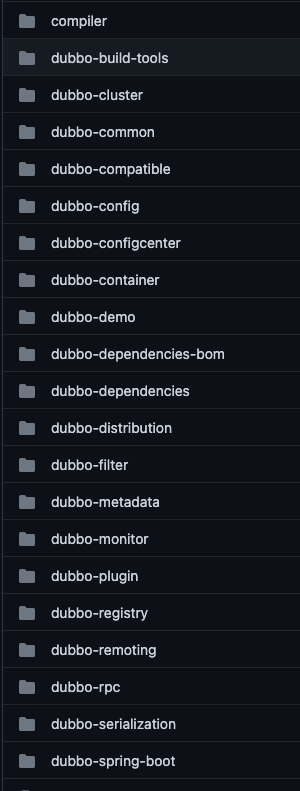 compiler
dubbo-build-tools
dubbo-cluster
dubbo-common
dubbo-compatible
dubbo-config
dubbo-configcenter
dubbo-container
dubbo-demo
dubbo-dependencies-bom
dubbo-dependencies
dubbo-distribution
dubbo-filter
dubbo-metadata
dubbo-monitor
dubbo-plugin
dubbo-registry
dubbo-remoting
dubbo-rpc
dubbo-serialization
dubbo-spring-boot